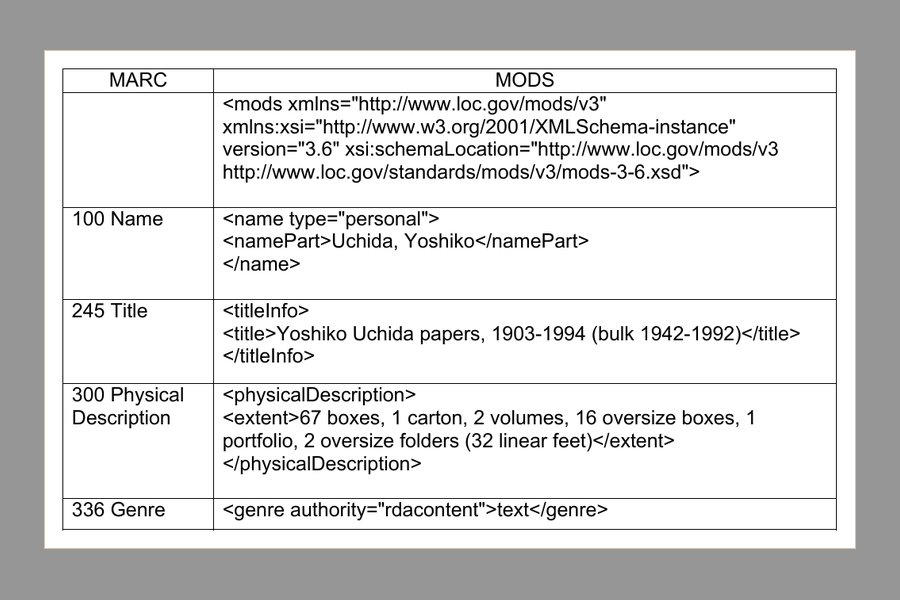 MARC MODS
<mods xmlns="http://www.loc.gov/mods/v3"
xmlns:xsi="http://www.w3.org/2001/XMLSchema-instance"
version="3.6" xsi:schemaLocation="http://www.loc.gov/mods/v3
http://www.loc.gov/standards/mods/v3/mods-3-6.xsd">
100 Name <name type="personal">
<namePart>Uchida, Yoshiko</namePart>
</name>
245 Title <titleInfo>
<title>Yoshiko Uchida papers, 1903-1994 (bulk 1942-1992)</title>
</titleInfo>
300 Physical <physicalDescription>
Description <extent>67 boxes, 1 carton, 2 volumes, 16 oversize boxes, 1
portfolio, 2 oversize folders (32 linear feet)</extent>
</physicalDescription>
336 Genre <genre authority="rdacontent">text</genre>